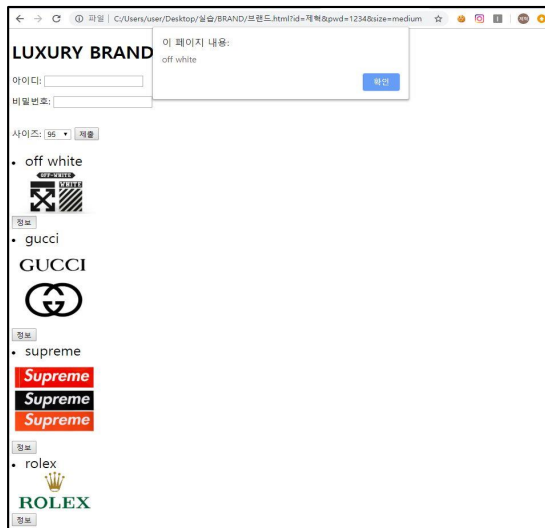 파일 | C:/Users/user/Desktop/실습/BRAND/브랜드.html?id=제혁&pwd=1234&size=medium
이 페이지 내용:
off white
확인
LUXURY BRAND
아이디:
비밀번호:
사이즈: 95 제출
off white
OFF-WHITE
WHITE
정보
gucci
GUCCI
정보
supreme
Supreme
Supreme
Supreme
정보
rolex
ROLEX
정보